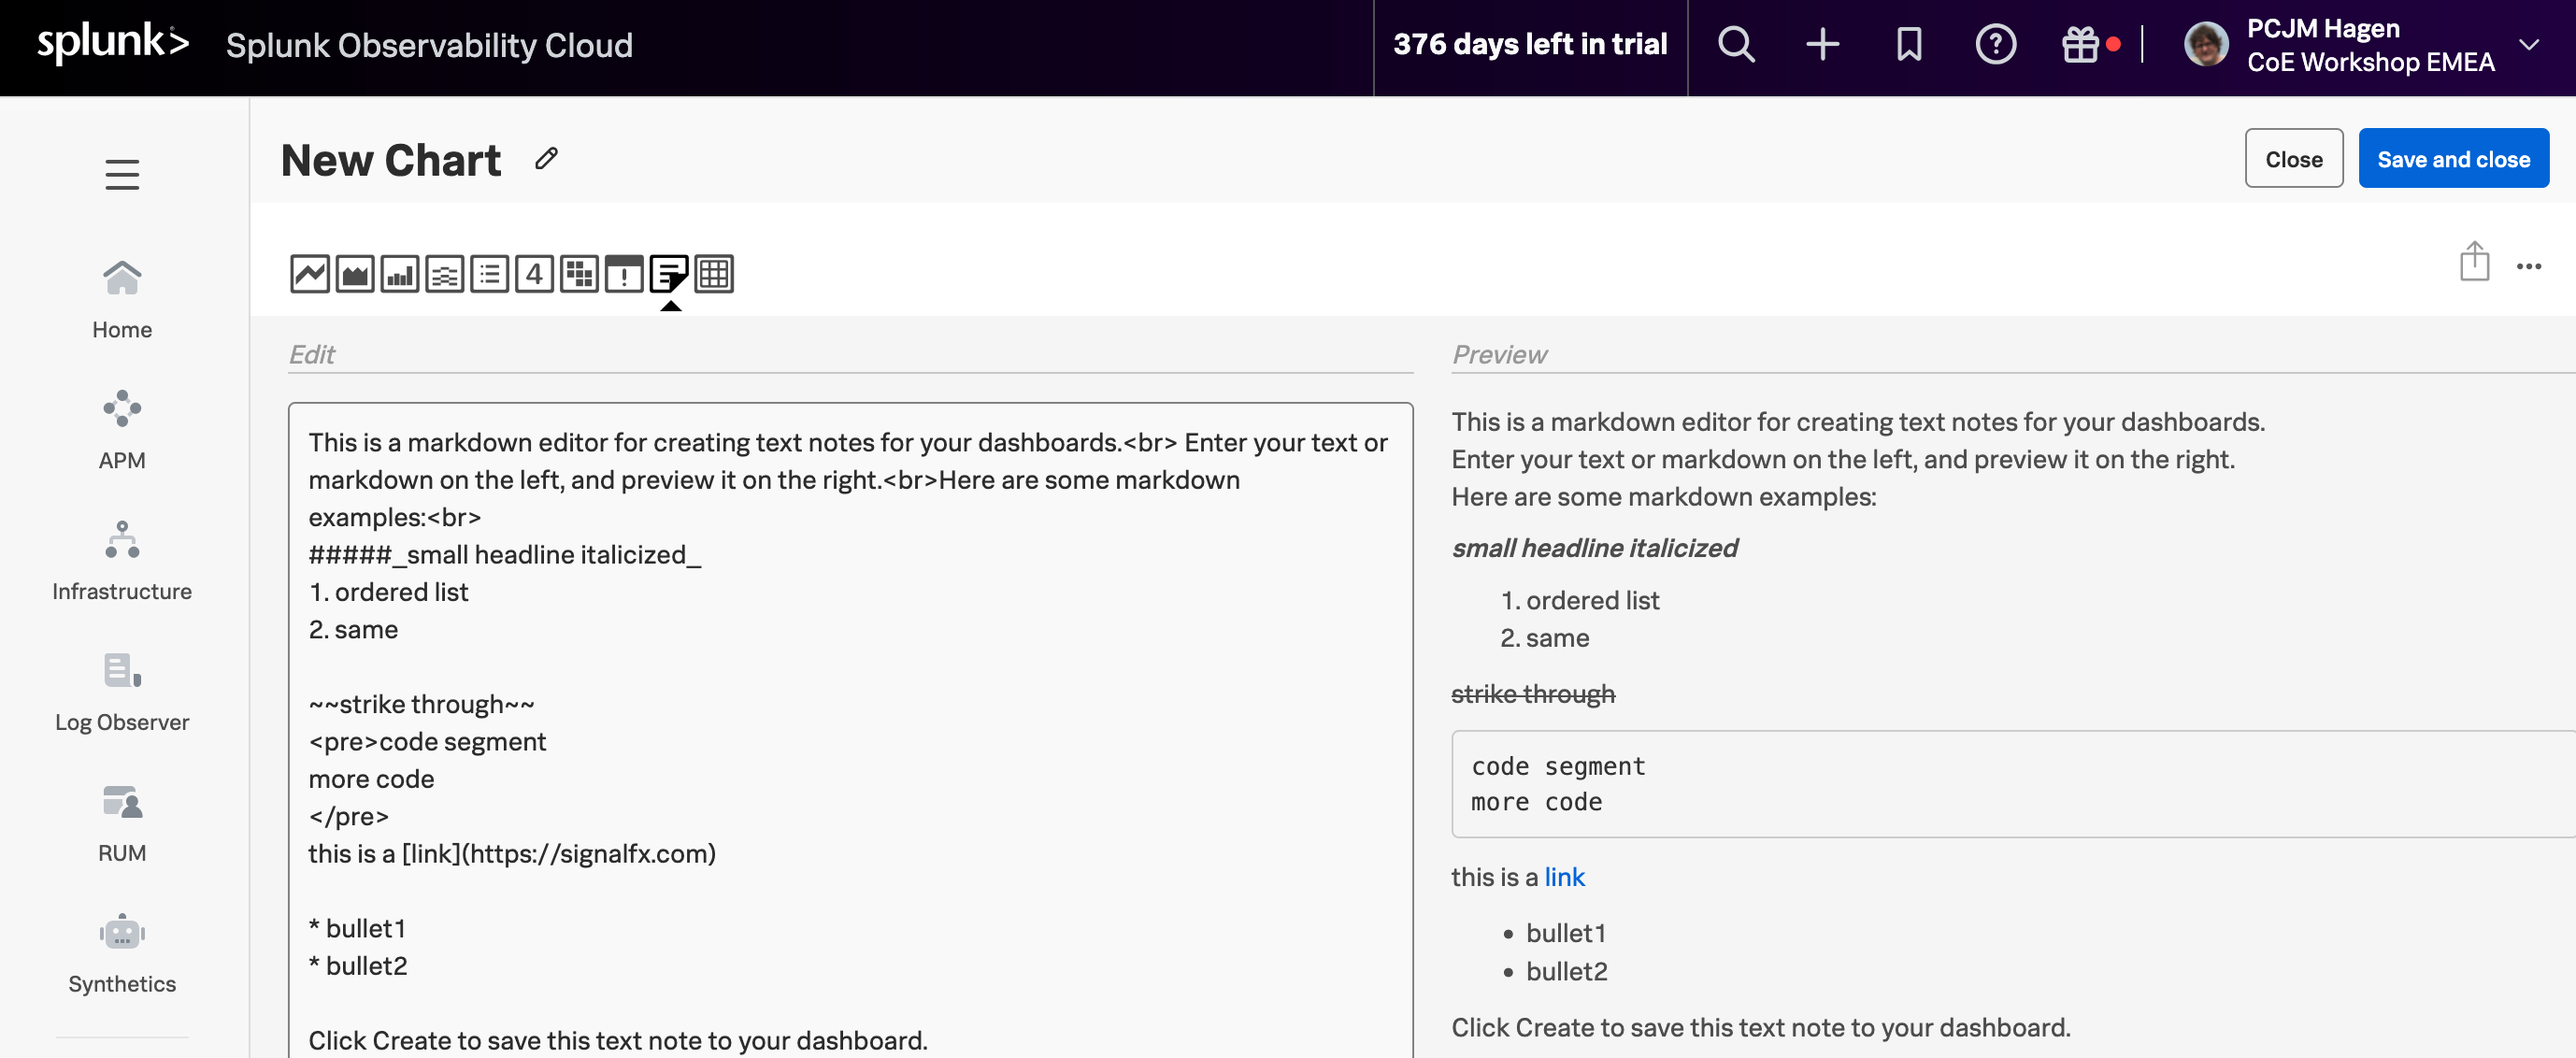 splunk> Splunk Observability Cloud
376 days left in trial
PCJM Hagen
CoE Workshop EMEA
New Chart
Close
Save and close
Home
APM
Infrastructure
Log Observer
RUM
Synthetics
4
Edit
This is a markdown editor for creating text notes for your dashboards.<br> Enter your text or
markdown on the left, and preview it on the right.<br>Here are some markdown
examples:<br>
#####_small headline italicized_
1. ordered list
2. same
~~strike through~~
<pre>code segment
more code
</pre>
this is a [link](https://signalfx.com)
* bullet1
* bullet2
Click Create to save this text note to your dashboard.
Preview
This is a markdown editor for creating text notes for your dashboards.
Enter your text or markdown on the left, and preview it on the right.
Here are some markdown examples:
small headline italicized
1. ordered list
2. same
strike through
code segment
more code
this is a link
• bullet1
• bullet2
Click Create to save this text note to your dashboard.